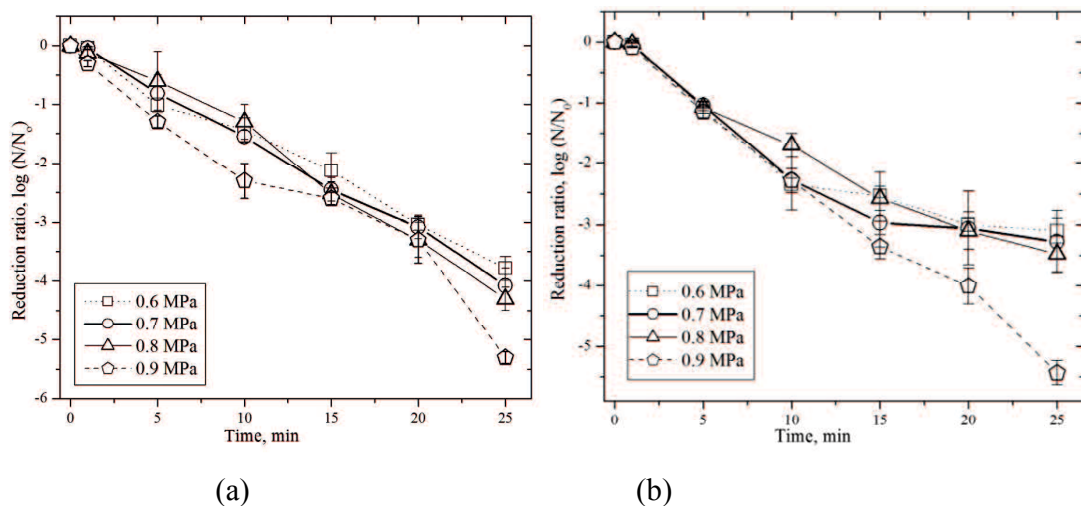 0
-1
-2
-3
-4
-5
-6
Reduction ratio, log (N/Nₒ)
0.6 MPa
0.7 MPa
0.8 MPa
0.9 MPa
0 5 10 15 20 25
Time, min
(a)
0
-1
-2
-3
-4
-5
Reduction ratio, log (N/Nₒ)
0.6 MPa
0.7 MPa
0.8 MPa
0.9 MPa
0 5 10 15 20 25
Time, min
(b)